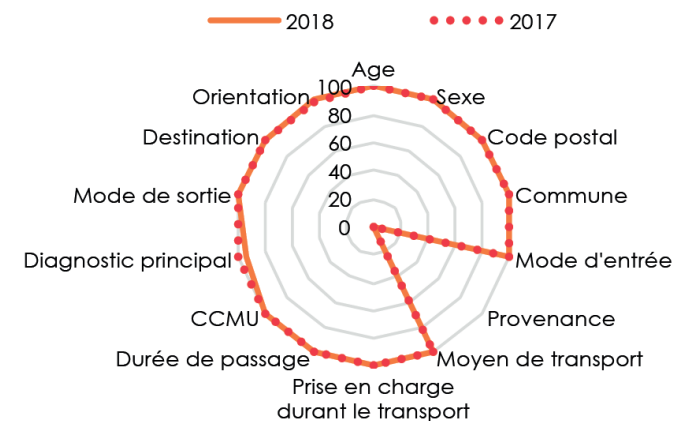 2018 2017
Age
100
Orientation Sexe
80
Destination Code postal
60
40
Mode de sortie Commune
20
0
Diagnostic principal Mode d'entrée
CCMU Provenance
Durée de passage Moyen de transport
Prise en charge
durant le transport